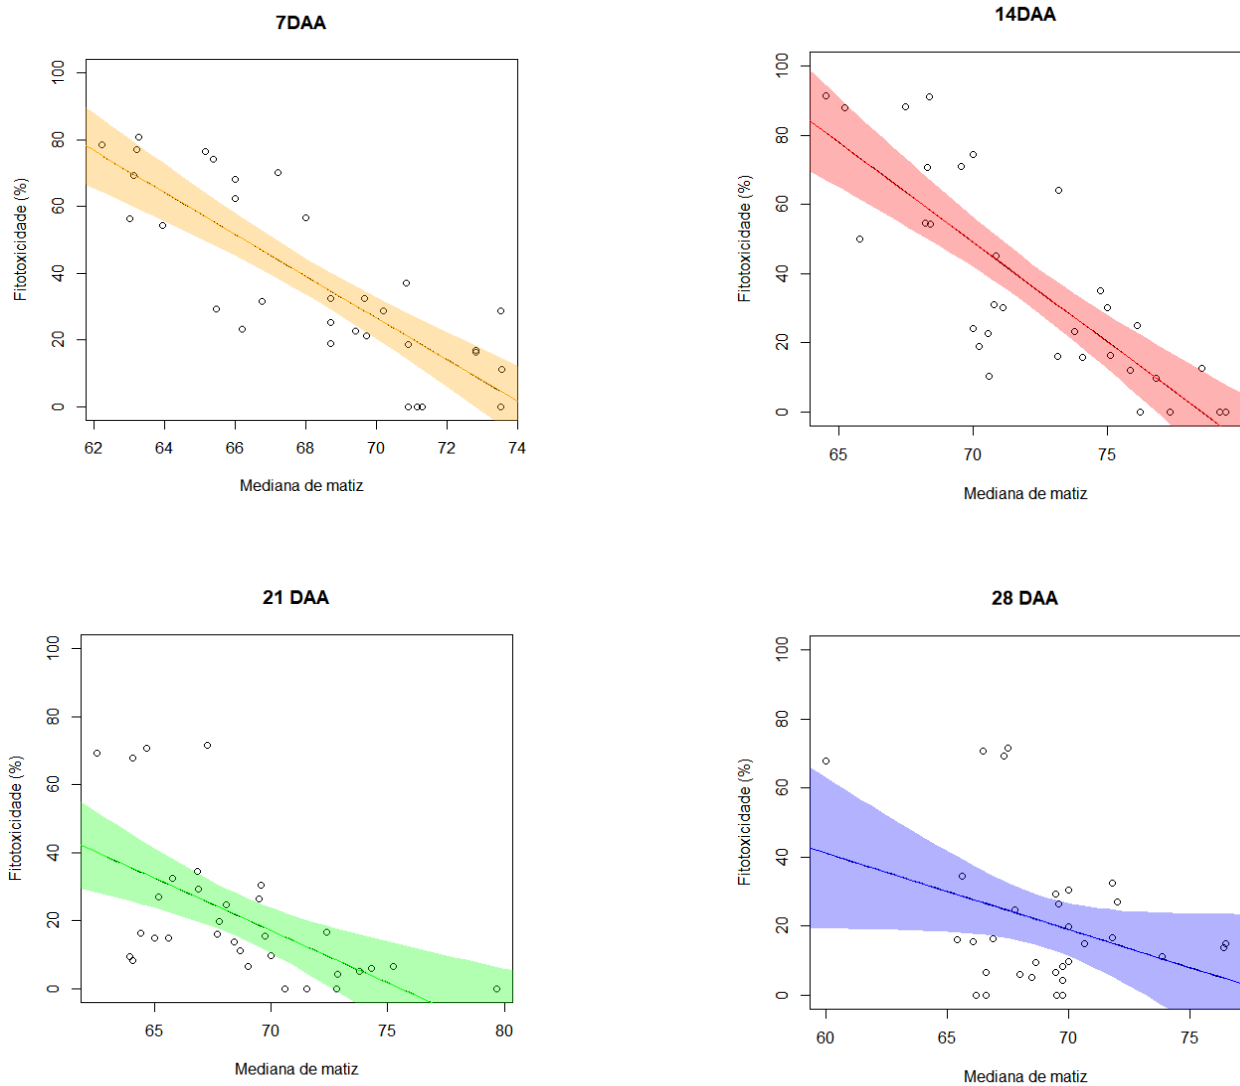 7DAA
Fitotoxicidade (%)
0 20 40 60 80 100
62 64 66 68 70 72 74
Mediana de matiz
14DAA
Fitotoxicidade (%)
0 20 40 60 80 100
65 70 75
Mediana de matiz
21 DAA
Fitotoxicidade (%)
0 20 40 60 80 100
65 70 75 80
Mediana de matiz
28 DAA
Fitotoxicidade (%)
0 20 40 60 80 100
60 65 70 75
Mediana de matiz